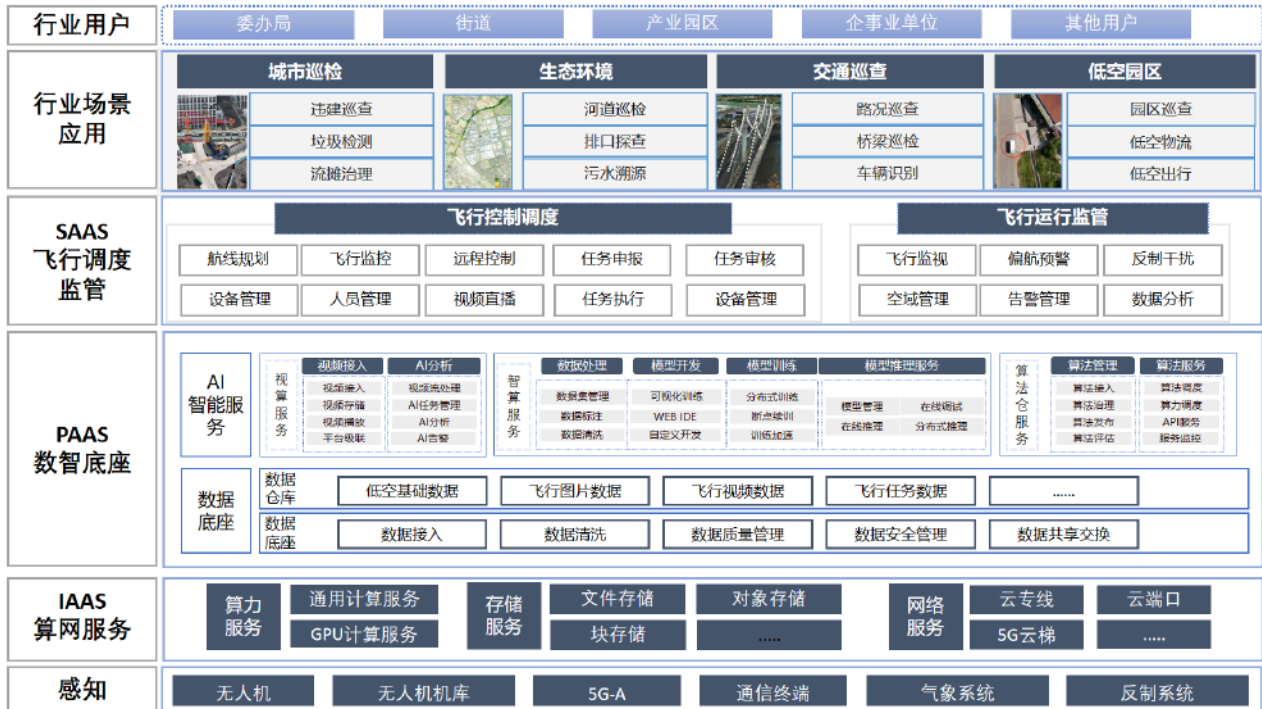 行业用户
委办局
街道
产业园区
企事业单位
其他用户
行业场景
应用
城市巡检
违建巡查
垃圾检测
流摊治理
生态环境
河道巡检
排口探查
污水溯源
交通巡查
路况巡查
桥梁巡检
车辆识别
低空园区
园区巡查
低空物流
低空出行
SAAS
飞行调度
监管
飞行控制调度
航线规划
飞行监控
远程控制
任务申报
任务审核
设备管理
人员管理
视频直播
任务执行
设备管理
飞行运行监管
飞行监视
偏航预警
反制干扰
空域管理
告警管理
数据分析
PAAS
数智底座
AI
智能服
务
视
算
服
务
视频接入
视频接入
视频存储
视频播放
平台级联
AI分析
视频流处理
AI任务管理
AI分析
AI告警
智
算
服
务
数据处理
数据集管理
数据标注
数据清洗
模型开发
可视化训练
WEB IDE
自定义开发
模型训练
分布式训练
断点续训
训练加速
模型推理服务
模型管理
在线调试
在线推理
分布式推理
算
法
仓
服
务
算法管理
算法接入
算法治理
算法发布
算法评估
算法服务
算法调度
算力调度
API服务
服务监控
数据
底座
数据
仓库
低空基础数据
飞行图片数据
飞行视频数据
飞行任务数据
......
数据
底座
数据接入
数据清洗
数据质量管理
数据安全管理
数据共享交换
IAAS
算网服务
算力
服务
通用计算服务
GPU计算服务
存储
服务
文件存储
对象存储
块存储
.....
网络
服务
云专线
云端口
5G云梯
.....
感知
无人机
无人机机库
5G-A
通信终端
气象系统
反制系统